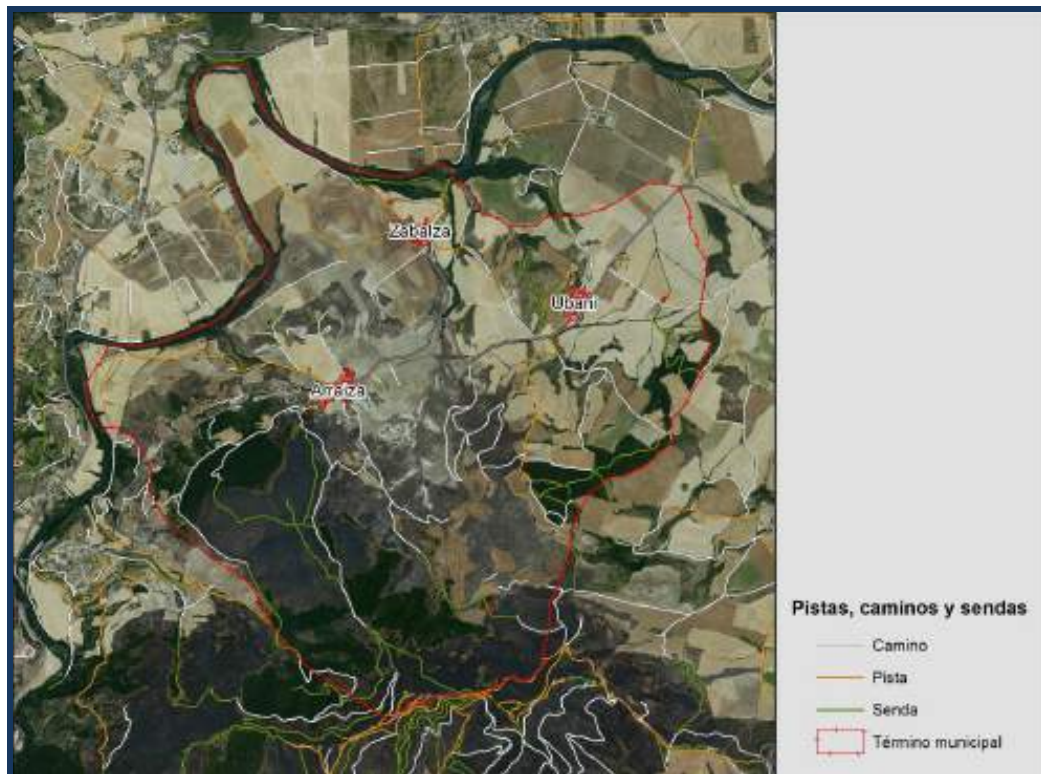 Zabalza
Ubani
Arraiza
Pistas, caminos y sendas
Camino
Pista
Senda
Término municipal